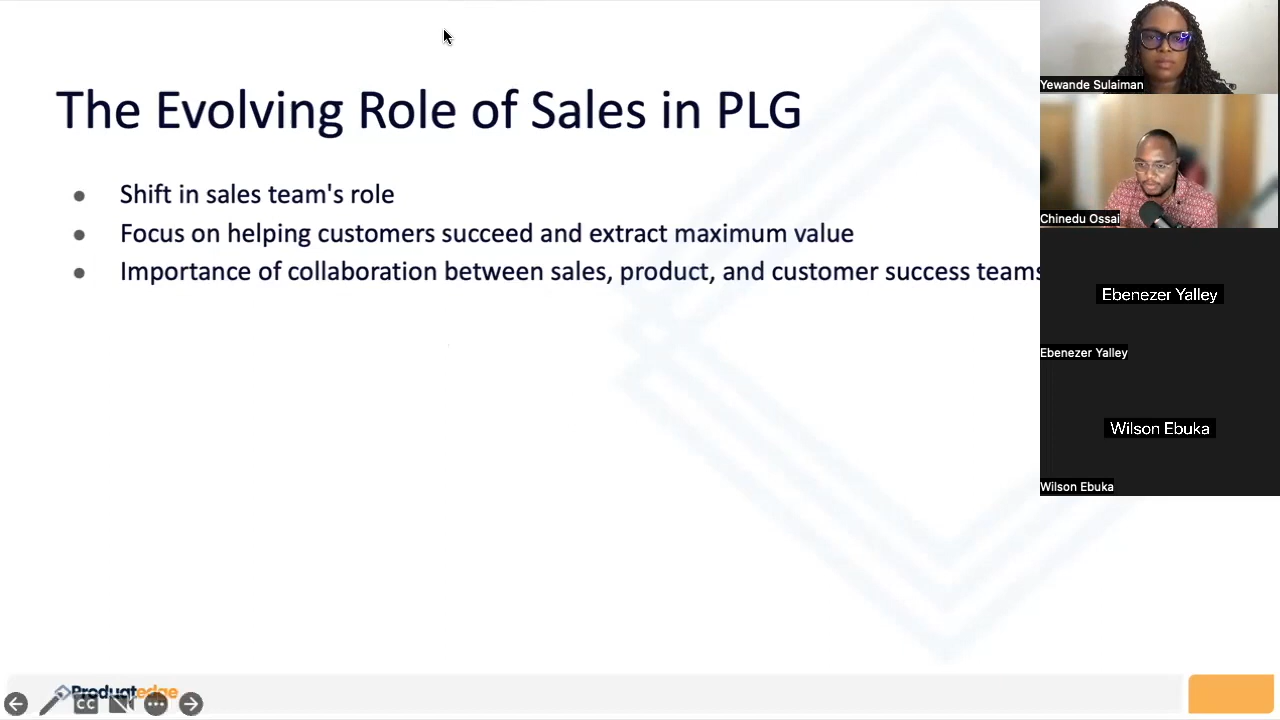 The Evolving Role of Sales in PLG
Shift in sales team's role
Focus on helping customers succeed and extract maximum value
Importance of collaboration between sales, product, and customer success teams
Yewande Sulaiman
Chinedu Ossai
Ebenezer Yalley
Ebenezer Yalley
Wilson Ebuka
Wilson Ebuka
Productedge
CC